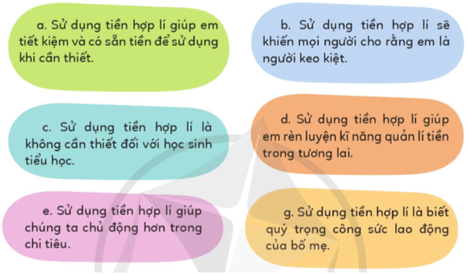 a. Sử dụng tiền hợp lí giúp em
tiết kiệm và có sẵn tiền để sử dụng
khi cần thiết.
b. Sử dụng tiền hợp lí sẽ
khiến mọi người cho rằng em là
người keo kiệt.
c. Sử dụng tiền hợp lí là
không cần thiết đối với học sinh
tiểu học.
d. Sử dụng tiền hợp lí giúp
em rèn luyện kĩ năng quản lí tiền
trong tương lai.
e. Sử dụng tiền hợp lí giúp
chúng ta chủ động hơn trong
chi tiêu.
g. Sử dụng tiền hợp lí là biết
quý trọng công sức lao động
của bố mẹ.